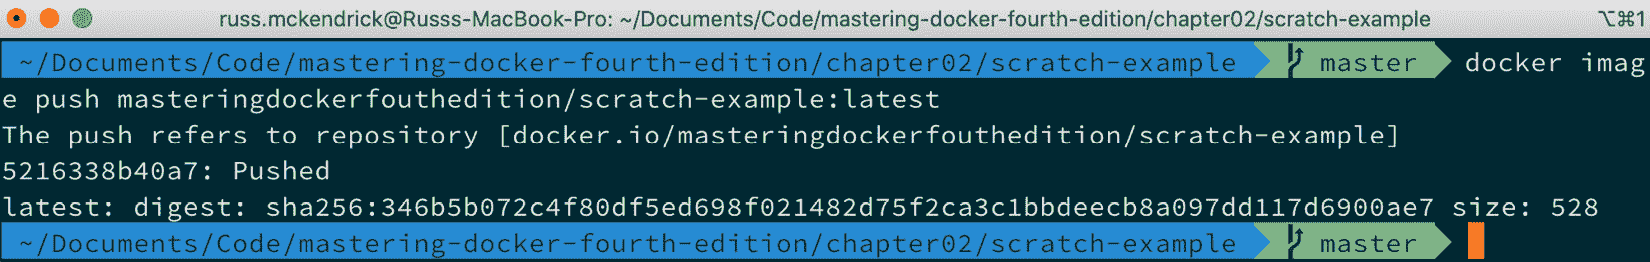 russ.mckendrick@Russs-MacBook-Pro: ~/Documents/Code/mastering-docker-fourth-edition/chapter02/scratch-example ⌥⌘1
~/Documents/Code/mastering-docker-fourth-edition/chapter02/scratch-example master docker imag
e push masteringdockerfouthedition/scratch-example:latest
The push refers to repository [docker.io/masteringdockerfouthedition/scratch-example]
5216338b40a7: Pushed
latest: digest: sha256:346b5b072c4f80df5ed698f021482d75f2ca3c1bbdeecb8a097dd117d6900ae7 size: 528
~/Documents/Code/mastering-docker-fourth-edition/chapter02/scratch-example master